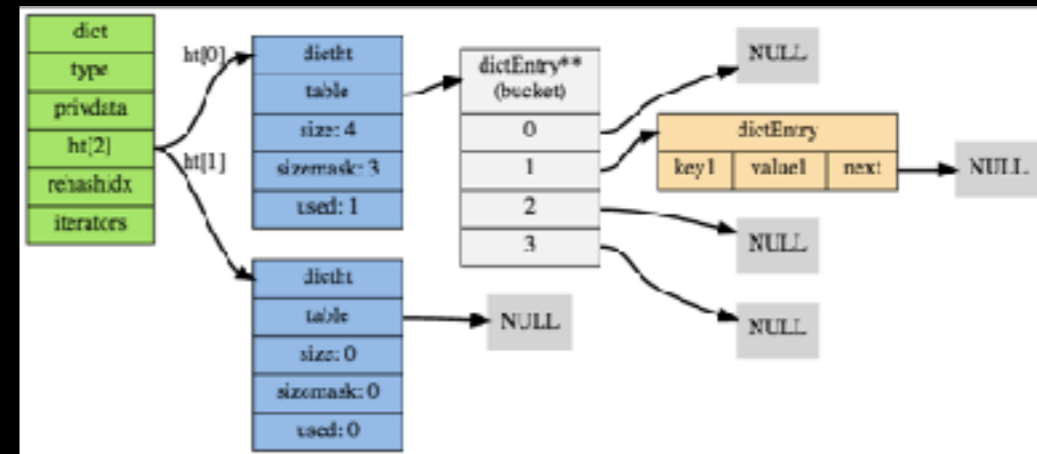 dict
type
privdata
ht[2]
rehashidx
iterators
ht[0]
ht[1]
dictht
table
size: 4
sizemask: 3
used: 1
dictht
table
size: 0
sizemask: 0
used: 0
dictEntry**
(bucket)
0
1
2
3
NULL
dictEntry
key1 value1 next
NULL
NULL
NULL
NULL